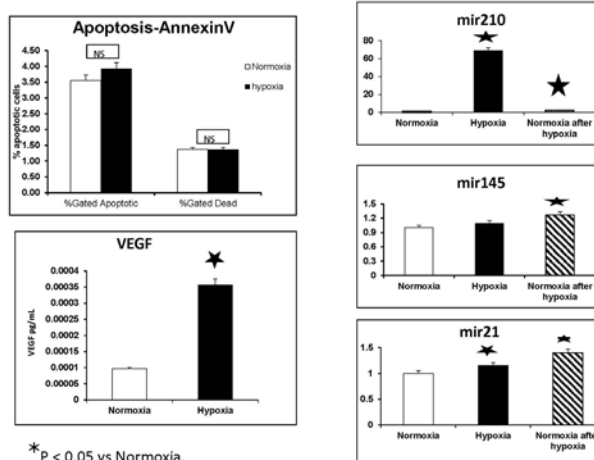 Apoptosis-AnnexinV
4.50
4.00
3.50
3.00
2.50
2.00
1.50
1.00
0.50
0.00
% apoptotic cells
NS
NS
Normoxia
hypoxia
%Gated Apoptotic
%Gated Dead
VEGF
0.0004
0.00035
0.0003
0.00025
0.0002
0.00015
0.0001
0.00005
0
VEGF pg/mL
Normoxia
Hypoxia
*P < 0.05 vs Normoxia.
mir210
80
60
40
20
0
Normoxia
Hypoxia
Normoxia after
hypoxia
mir145
1.5
1.2
0.9
0.6
0.3
0
Normoxia
Hypoxia
Normoxia after
hypoxia
mir21
1.5
1
0.5
0
Normoxia
Hypoxia
Normoxia after
hypoxia